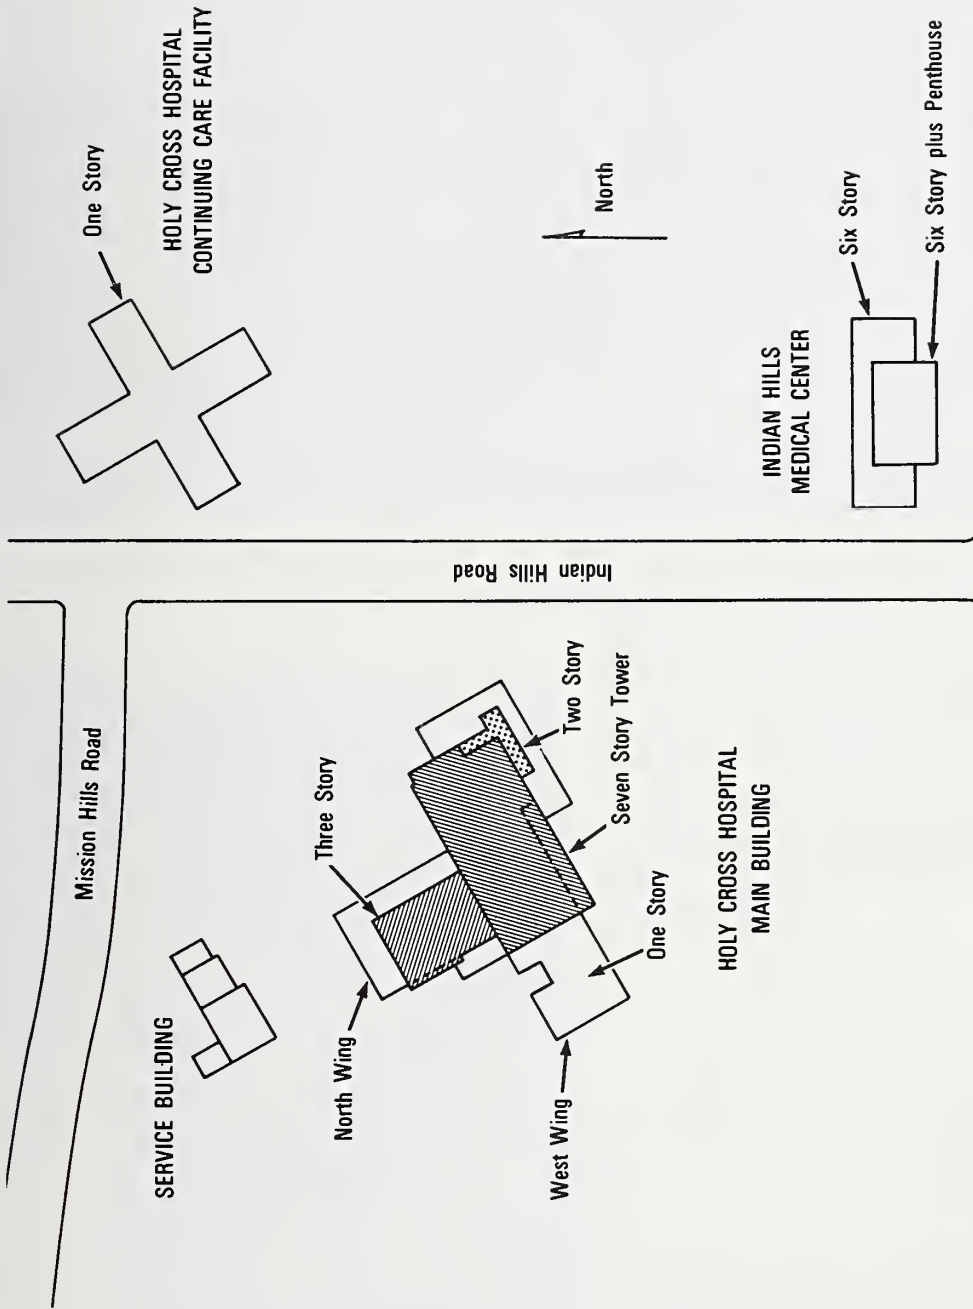 Mission Hills Road
One Story
HOLY CROSS HOSPITAL
CONTINUING CARE FACILITY
SERVICE BUILDING
Three Story
North Wing
North
Indian Hills Road
Two Story
Seven Story Tower
One Story
West Wing
HOLY CROSS HOSPITAL
MAIN BUILDING
INDIAN HILLS
MEDICAL CENTER
Six Story
Six Story plus Penthouse